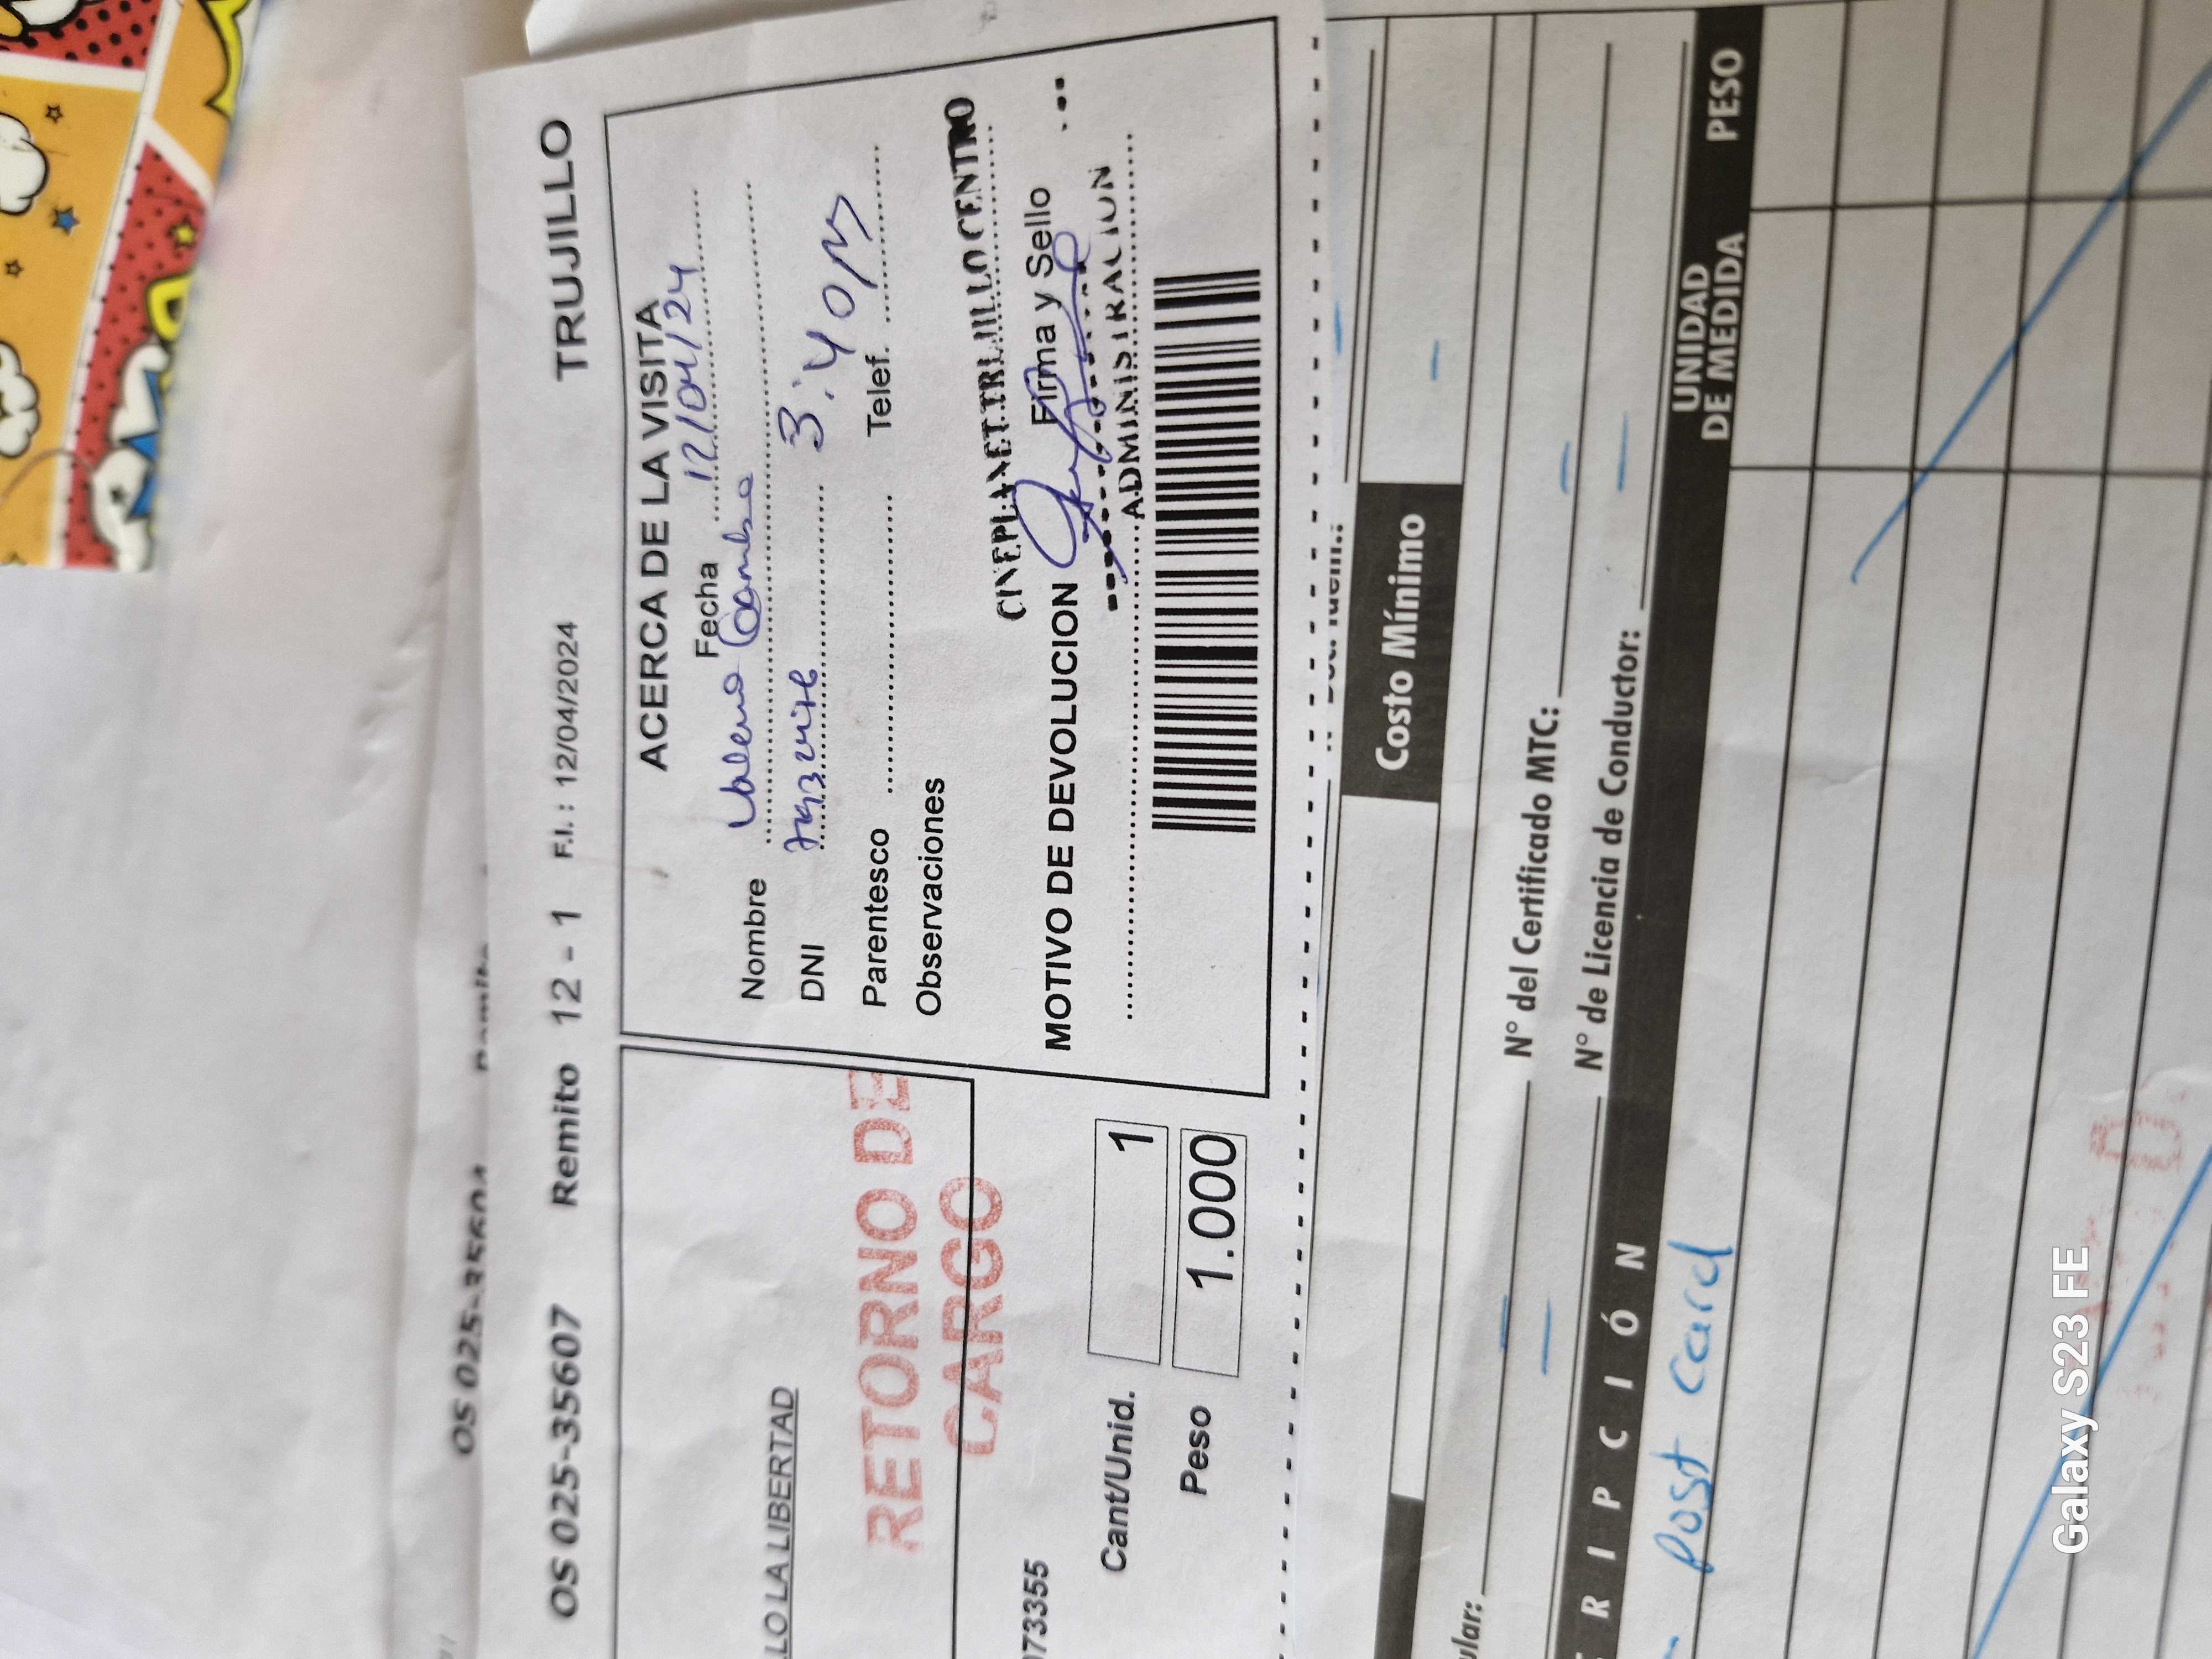 OS 025-35607 Remito 12 - 1 F.I.: 12/04/2024 TRUJILLO
ACERCA DE LA VISITA
Fecha 12/04/24
Nombre
DNI 3:40 pm
Parentesco Telef.
Observaciones
CINEPLANET TRUJILLO CENTRO
MOTIVO DE DEVOLUCION Firma y Sello
ADMINISTRACION
LO LA LIBERTAD
RETORNO DE
CARGO
073355
Cant/Unid. 1
Peso 1.000
Costo Mínimo
N° del Certificado MTC:
ular: N° de Licencia de Conductor:
RIPCIÓN UNIDAD DE MEDIDA PESO
Post Card
Galaxy S23 FE